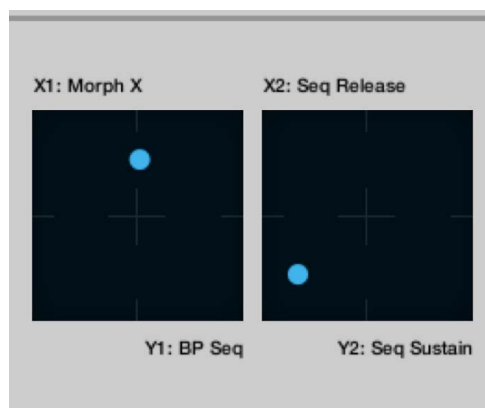 X1: Morph X
X2: Seq Release
Y1: BP Seq
Y2: Seq Sustain